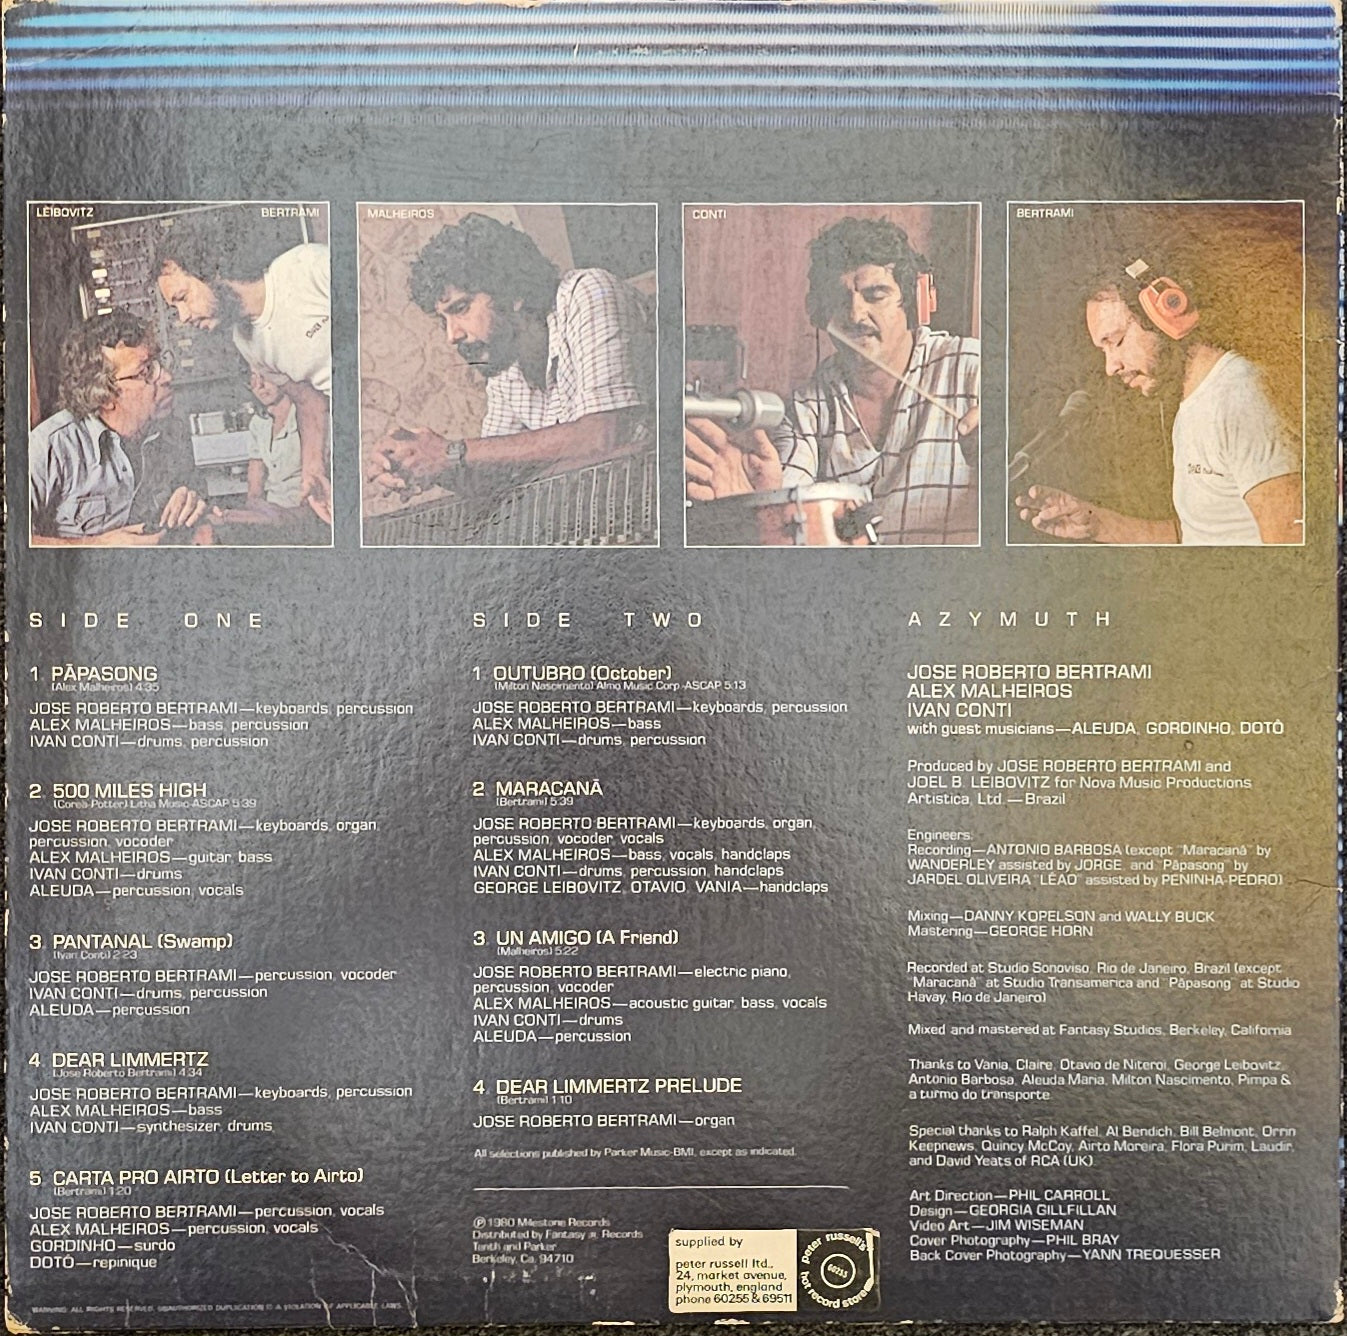 LEIBOVITZ
BERTRAMI
MALHEIROS
CONTI
BERTRAMI
SIDE ONE
1 PĀPASONG
(Alex Malheiros) 4:35
JOSE ROBERTO BERTRAMI—keyboards, percussion
ALEX MALHEIROS—bass, percussion
IVAN CONTI—drums, percussion
2. 500 MILES HIGH
(Corea-Potter) Litha Music-ASCAP 5:39
JOSE ROBERTO BERTRAMI—keyboards, organ,
percussion, vocoder
ALEX MALHEIROS—guitar, bass
IVAN CONTI—drums
ALEUDA—percussion, vocals
3. PANTANAL (Swamp)
(Ivan Conti) 2:23
JOSE ROBERTO BERTRAMI—percussion, vocoder
IVAN CONTI—drums, percussion
ALEUDA—percussion
4. DEAR LIMMERTZ
(Jose Roberto Bertrami) 4:34
JOSE ROBERTO BERTRAMI—keyboards, percussion
ALEX MALHEIROS—bass
IVAN CONTI—synthesizer, drums
5. CARTA PRO AIRTO (Letter to Airto)
(Bertrami) 1:20
JOSE ROBERTO BERTRAMI—percussion, vocals
ALEX MALHEIROS—percussion, vocals
GORDINHO—surdo
DOTÔ—repinique
WARNING: ALL RIGHTS RESERVED. UNAUTHORIZED DUPLICATION IS A VIOLATION OF APPLICABLE LAWS.
SIDE TWO
1. OUTUBRO (October)
(Milton Nascimento) Almo Music Corp.-ASCAP 5:13
JOSE ROBERTO BERTRAMI—keyboards, percussion
ALEX MALHEIROS—bass
IVAN CONTI—drums, percussion
2. MARACANĀ
(Bertrami) 5:39
JOSE ROBERTO BERTRAMI—keyboards, organ,
percussion, vocoder, vocals
ALEX MALHEIROS—bass, vocals, handclaps
IVAN CONTI—drums, percussion, handclaps
GEORGE LEIBOVITZ, OTAVIO, VANIA—handclaps
3. UN AMIGO (A Friend)
(Malheiros) 5:22
JOSE ROBERTO BERTRAMI—electric piano,
percussion, vocoder
ALEX MALHEIROS—acoustic guitar, bass, vocals
IVAN CONTI—drums
ALEUDA—percussion
4. DEAR LIMMERTZ PRELUDE
(Bertrami) 1:10
JOSE ROBERTO BERTRAMI—organ
All selections published by Parker Music-BMI, except as indicated.
℗ 1980 Milestone Records
Distributed by Fantasy Records
Tenth and Parker
Berkeley, Ca. 94710
supplied by
peter russell ltd.,
24, market avenue,
plymouth, england
phone 60255 & 69511
peter russell's
60255
hot record store
AZYMUTH
JOSE ROBERTO BERTRAMI
ALEX MALHEIROS
IVAN CONTI
with guest musicians—ALEUDA, GORDINHO, DOTÔ
Produced by JOSE ROBERTO BERTRAMI and
JOEL B. LEIBOVITZ for Nova Music Productions
Artistica, Ltd.—Brazil
Engineers:
Recording—ANTONIO BARBOSA (except "Maracanā" by
WANDERLEY assisted by JORGE, and "Pāpasong" by
JARDEL OLIVEIRA "LEAO" assisted by PENINHA-PEDRO)
Mixing—DANNY KOPELSON and WALLY BUCK
Mastering—GEORGE HORN
Recorded at Studio Sonoviso, Rio de Janeiro, Brazil (except
"Maracanā" at Studio Transamerica and "Pāpasong" at Studio
Havay, Rio de Janeiro)
Mixed and mastered at Fantasy Studios, Berkeley, California
Thanks to Vania, Claire, Otavio de Niteroi, George Leibovitz,
Antonio Barbosa, Aleuda Maria, Milton Nascimento, Pimpa &
a turmo do transporte.
Special thanks to Ralph Kaffel, Al Bendich, Bill Belmont, Orrin
Keepnews, Quincy McCoy, Airto Moreira, Flora Purim, Laudir,
and David Yeats of RCA (UK).
Art Direction—PHIL CARROLL
Design—GEORGIA GILLFILLAN
Video Art—JIM WISEMAN
Cover Photography—PHIL BRAY
Back Cover Photography—YANN TREQUESSER